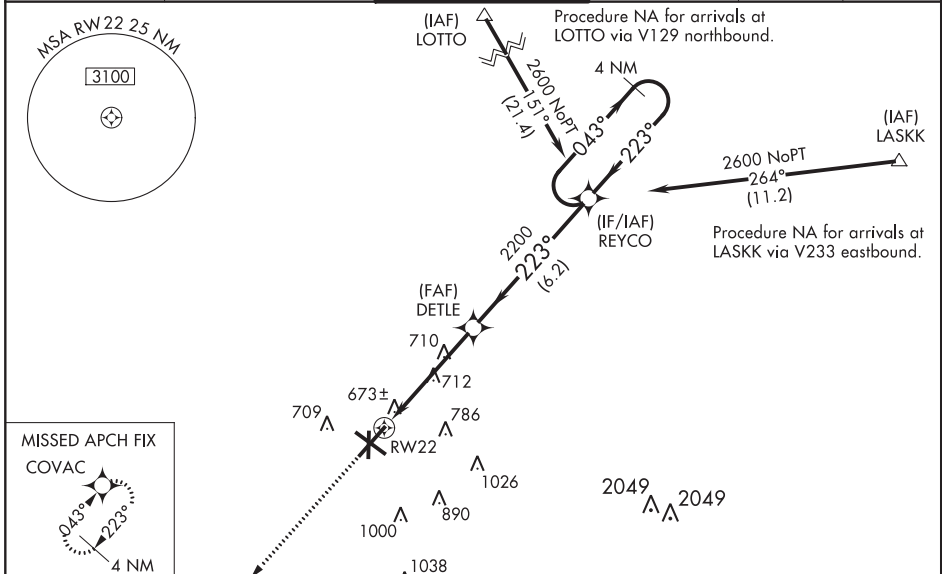 MSA RW22 25 NM
3100
(IAF)
LOTTO
Procedure NA for arrivals at
LOTTO via V129 northbound.
2600 NoPT
151°
(21.4)
4 NM
043°
223°
(IAF)
LASKK
2600 NoPT
264°
(11.2)
(IF/IAF)
REYCO
Procedure NA for arrivals at
LASKK via V233 eastbound.
2200
223°
(6.2)
(FAF)
DETLE
710
712
673±
709
786
RW22
1026
2049
2049
890
1000
1038
MISSED APCH FIX
COVAC
043°
223°
4 NM